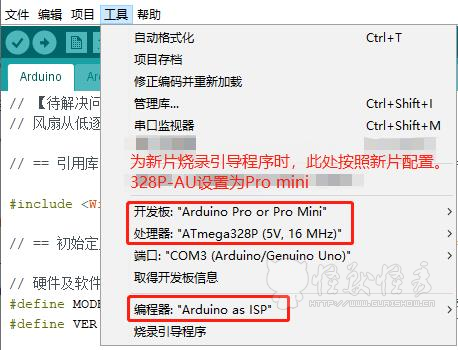 文件 编辑 项目 工具 帮助
Arduino
// 【待解决问
// 风扇从低逐
// == 引用库
#include <Wi
// == 初始定
// 硬件及软件
#define MODE
#define VER
自动格式化 Ctrl+T
项目存档
修正编码并重新加载
管理库... Ctrl+Shift+I
串口监视器 Ctrl+Shift+M
为新片烧录引导程序时，此处按照新片配置。
328P-AU设置为Pro mini
开发板: "Arduino Pro or Pro Mini"
处理器: "ATmega328P (5V, 16 MHz)"
端口: "COM3 (Arduino/Genuino Uno)"
取得开发板信息
编程器: "Arduino as ISP"
烧录引导程序